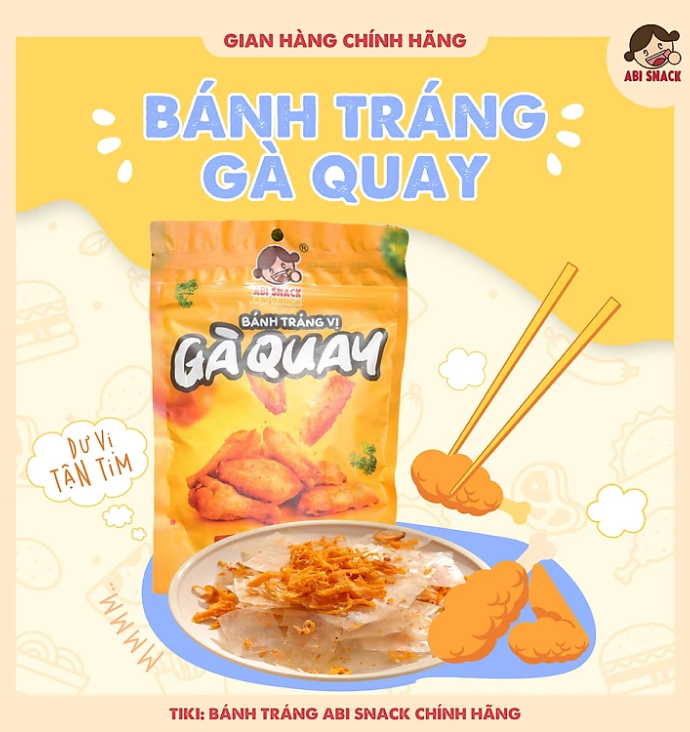 GIAN HÀNG CHÍNH HÃNG
ABI SNACK
BÁNH TRÁNG
GÀ QUAY
®
ABI SNACK
BÁNH TRÁNG VỊ
GÀ QUAY
DƯ VỊ
TẬN TIM
MMMM...
TIKI: BÁNH TRÁNG ABI SNACK CHÍNH HÃNG